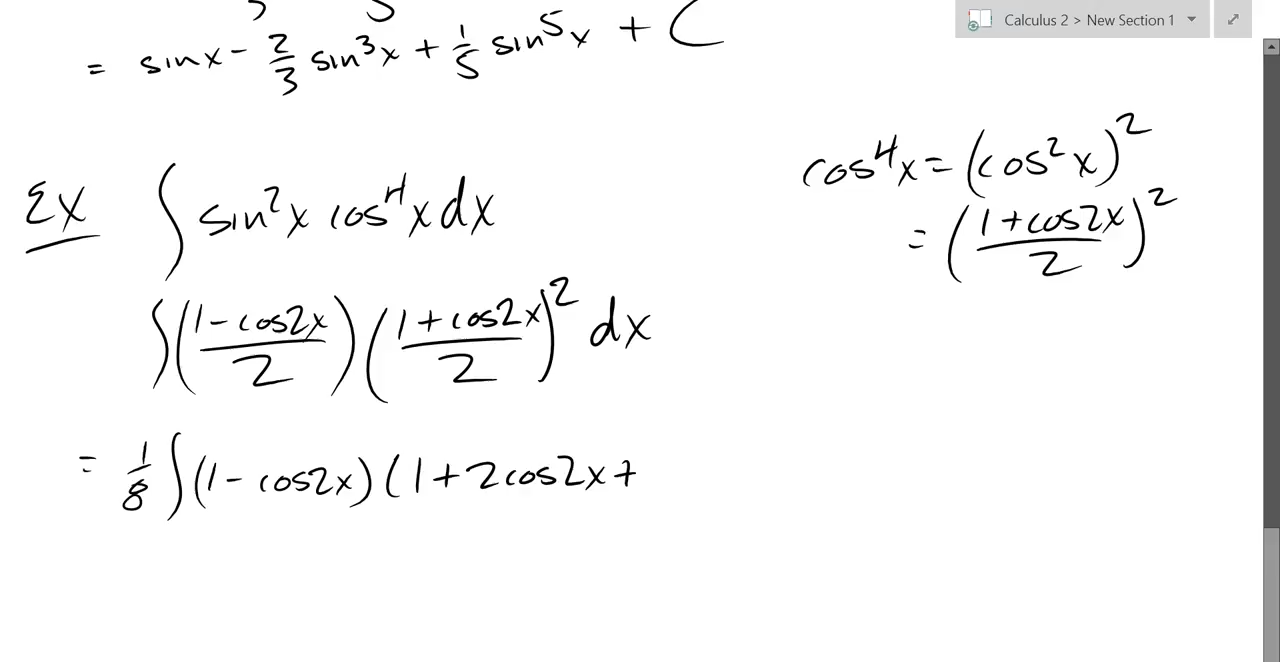 Calculus 2 > New Section 1
= sinx - 2/3 sin³x + 1/5 sin⁵x + C
cos⁴x = (cos²x)²
= ((1 + cos2x)/2)²
Ex ∫ sin²x cos⁴x dx
∫ ((1 - cos2x)/2) ((1 + cos2x)/2)² dx
= 1/8 ∫ (1 - cos2x) (1 + 2cos2x +